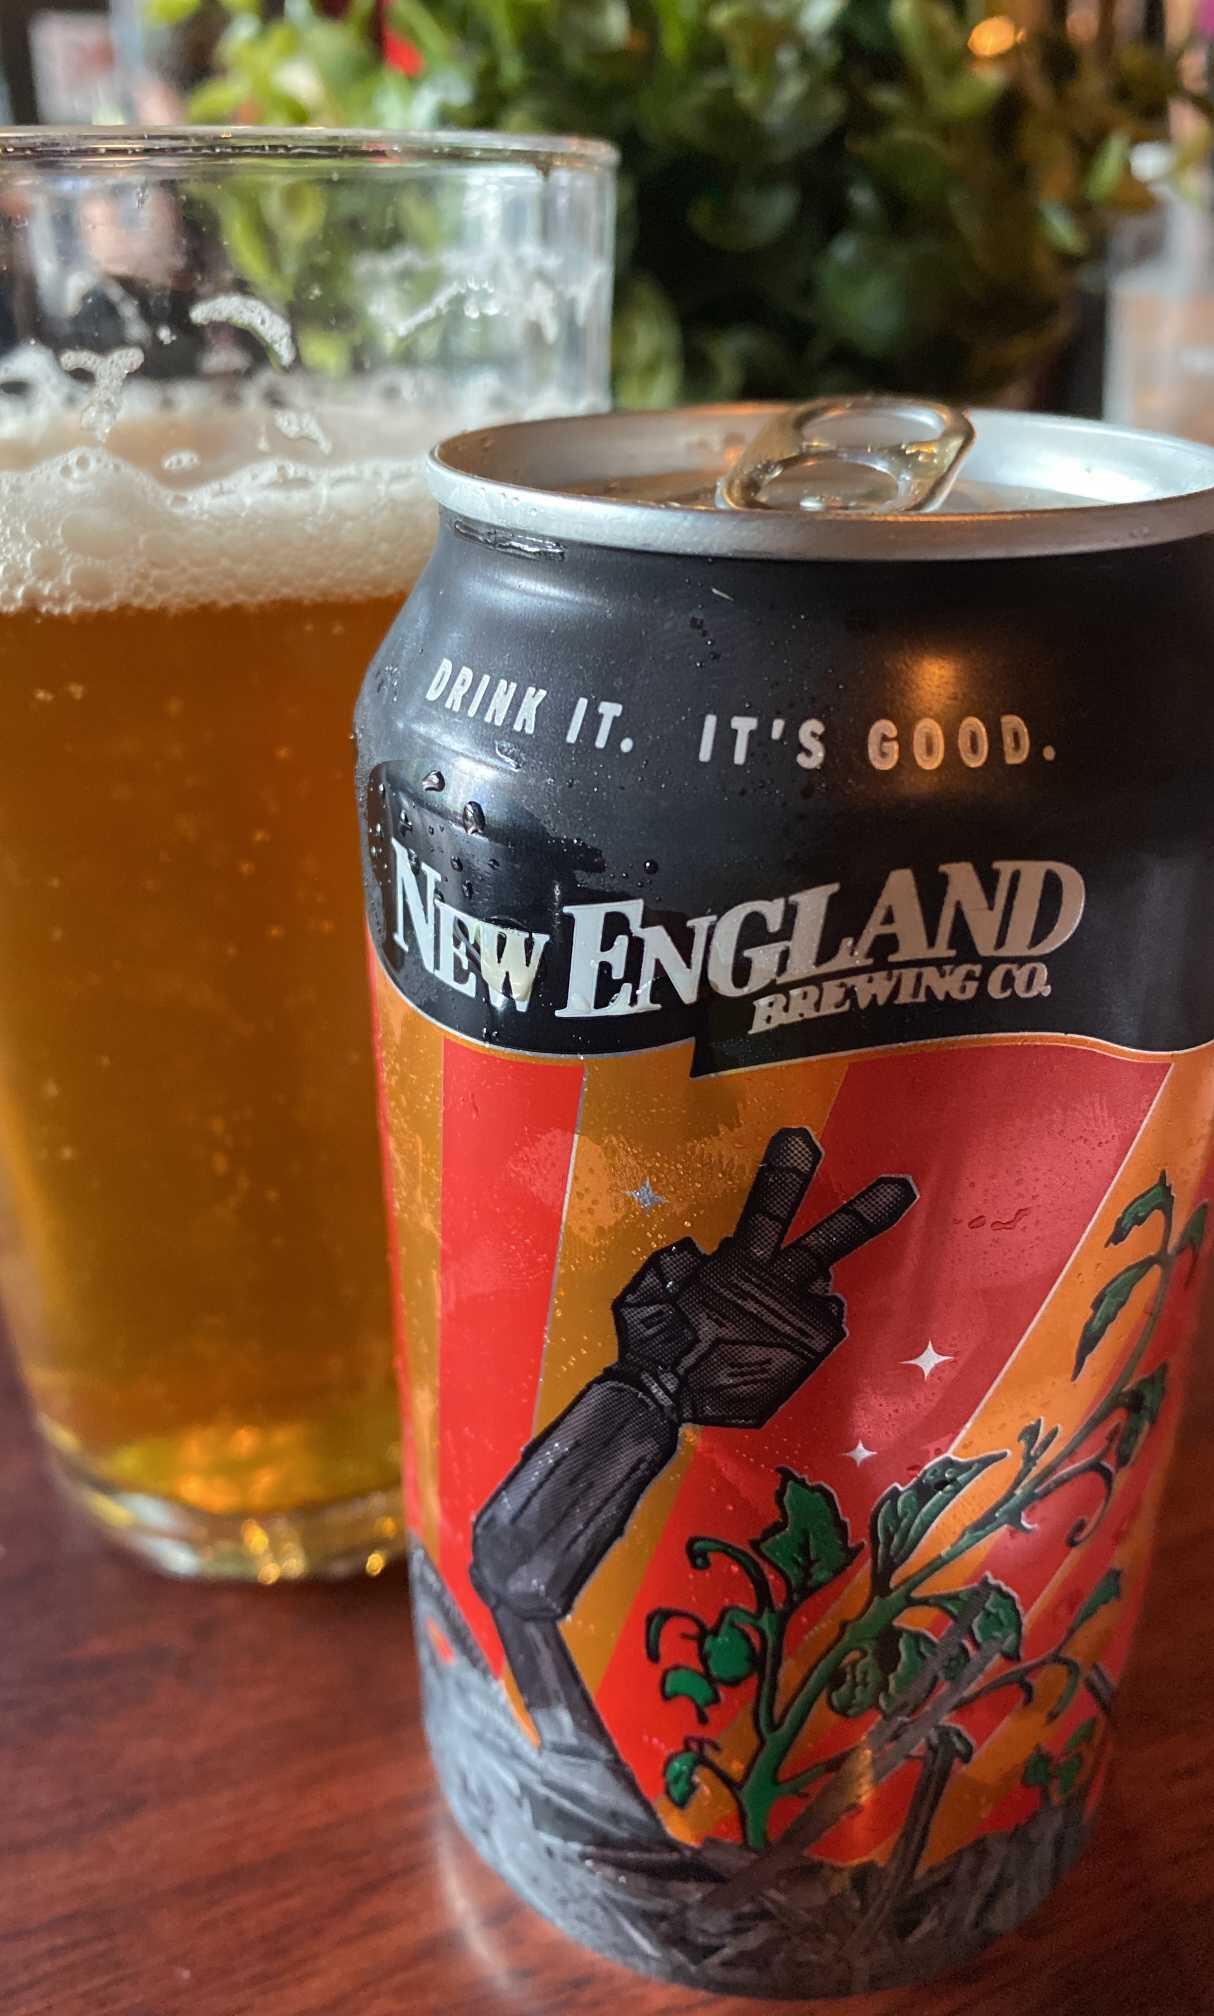 DRINK IT. IT'S GOOD.
NEW ENGLAND
BREWING CO.